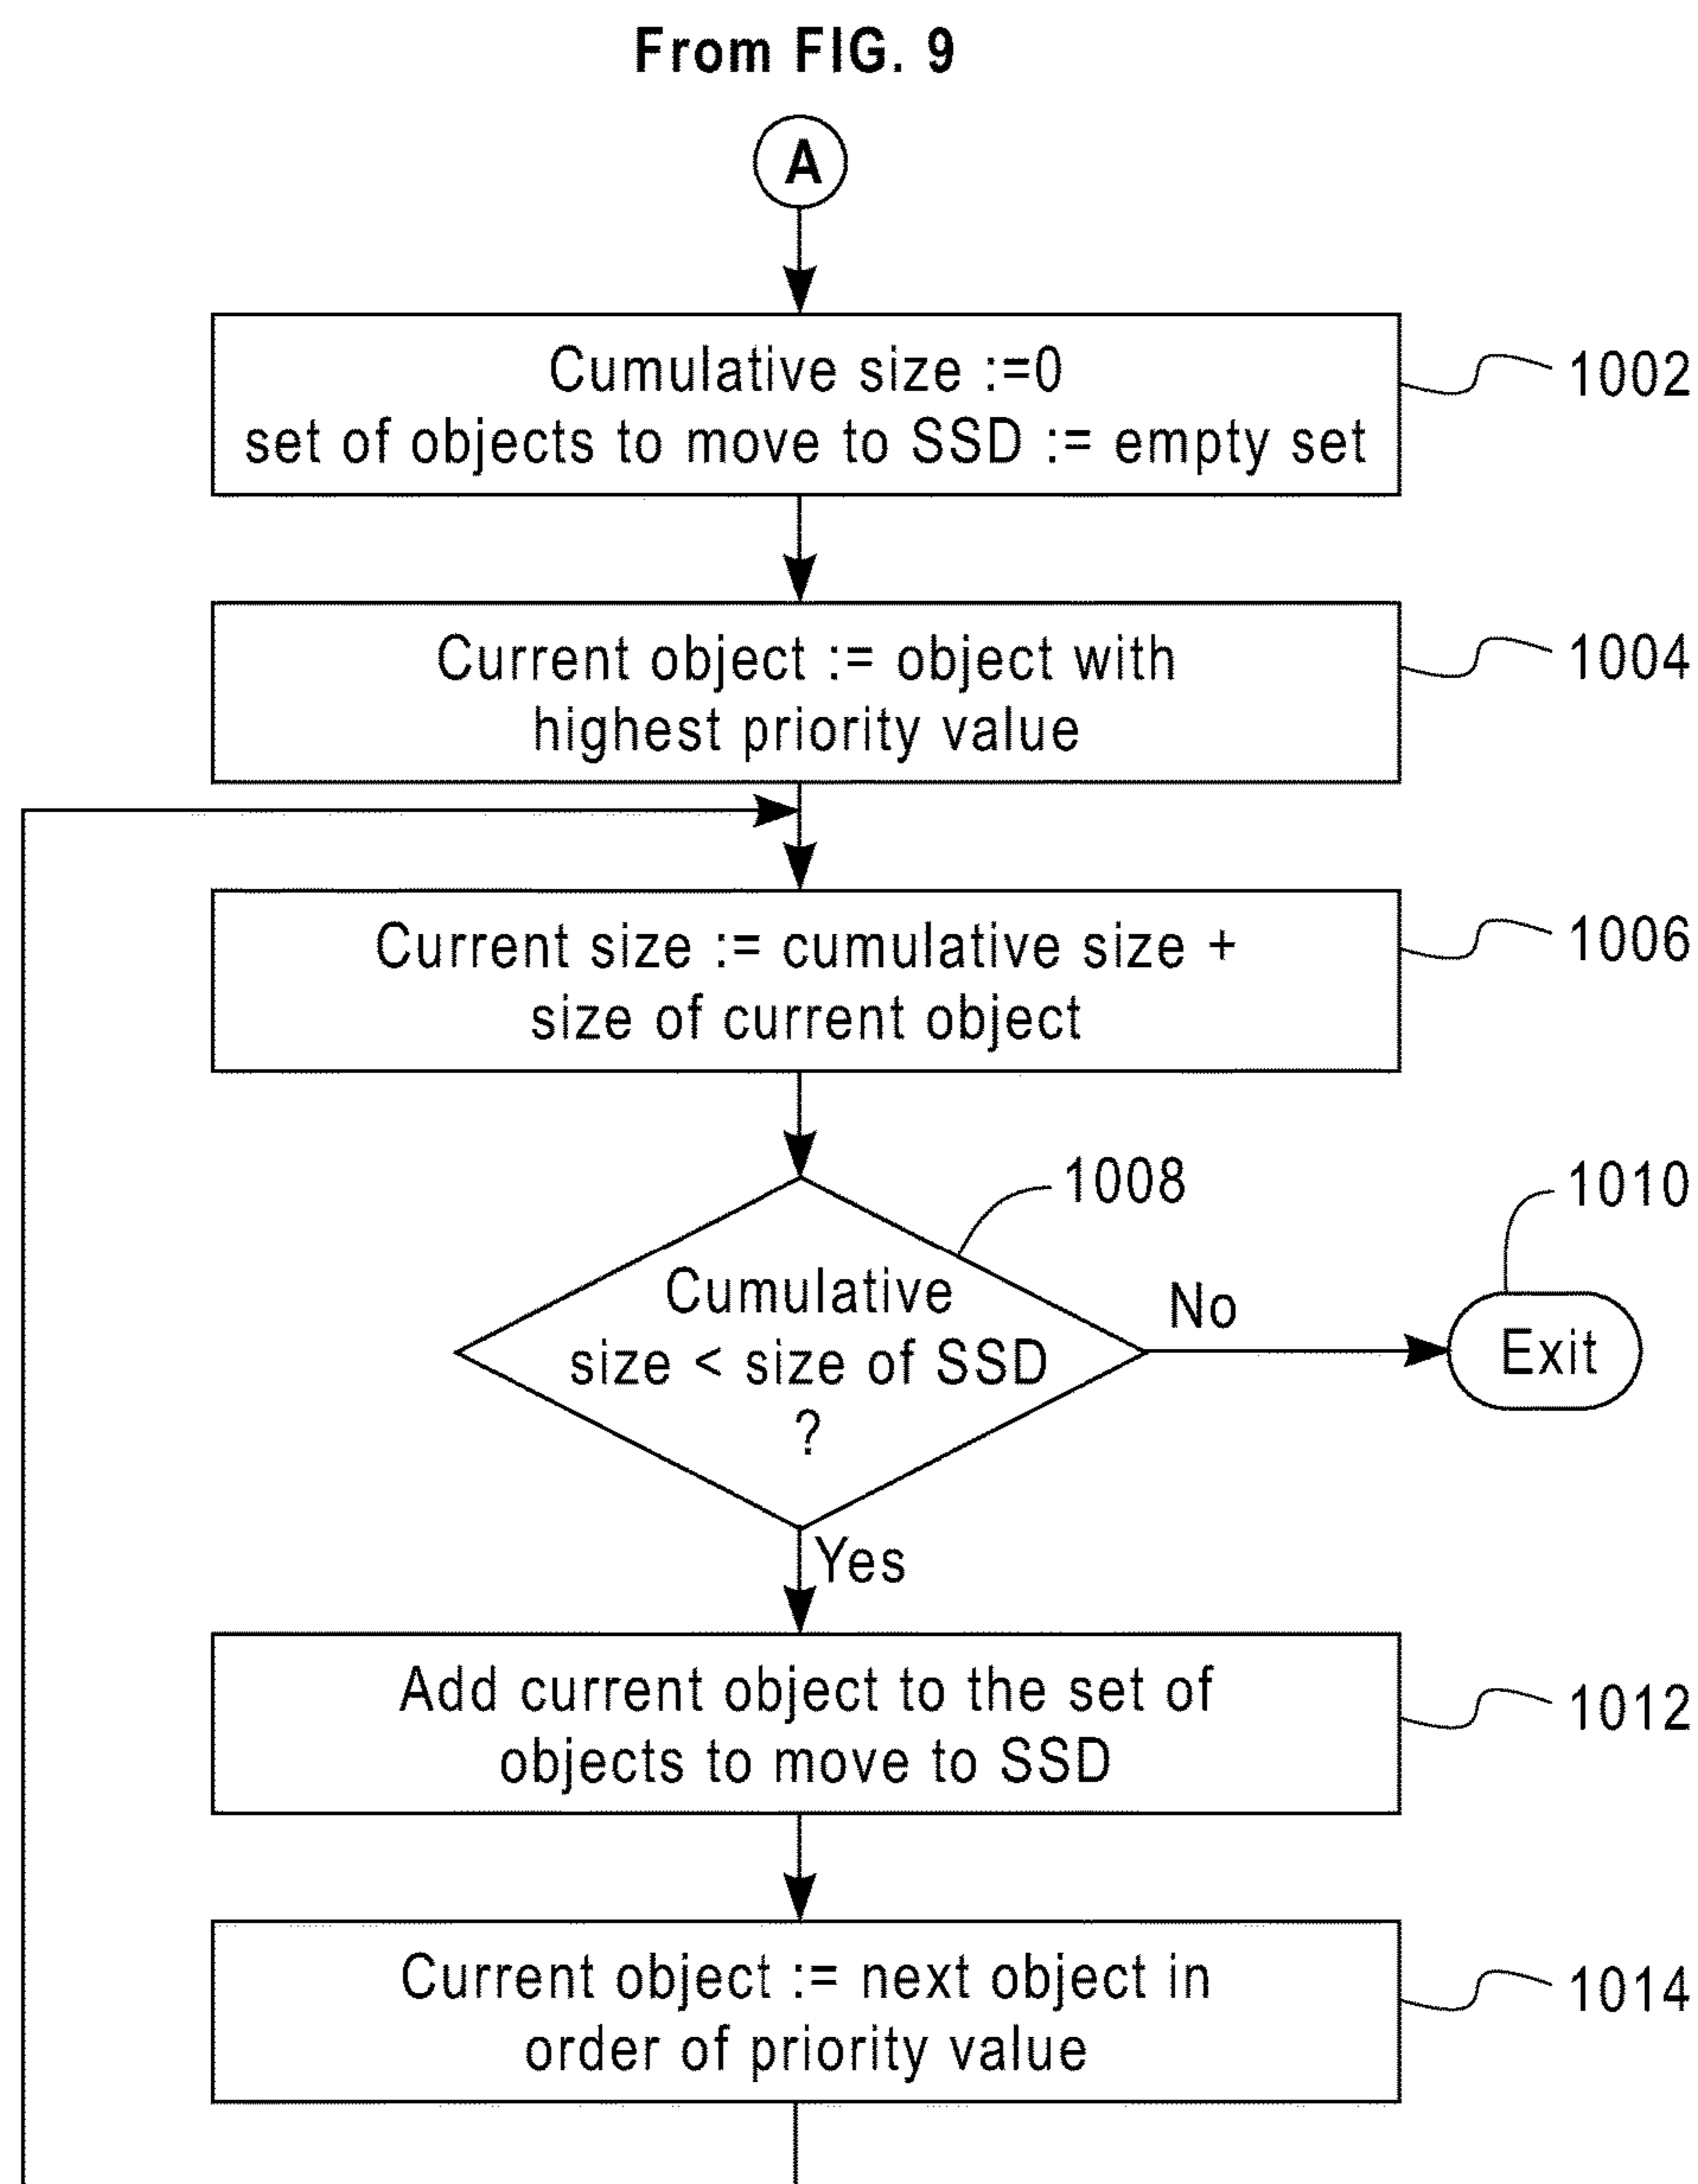 From FIG. 9
A
Cumulative size :=0
set of objects to move to SSD := empty set
1002
Current object := object with
highest priority value
1004
Current size := cumulative size +
size of current object
1006
1008
1010
Cumulative
size < size of SSD
?
No
Exit
Yes
Add current object to the set of
objects to move to SSD
1012
Current object := next object in
order of priority value
1014